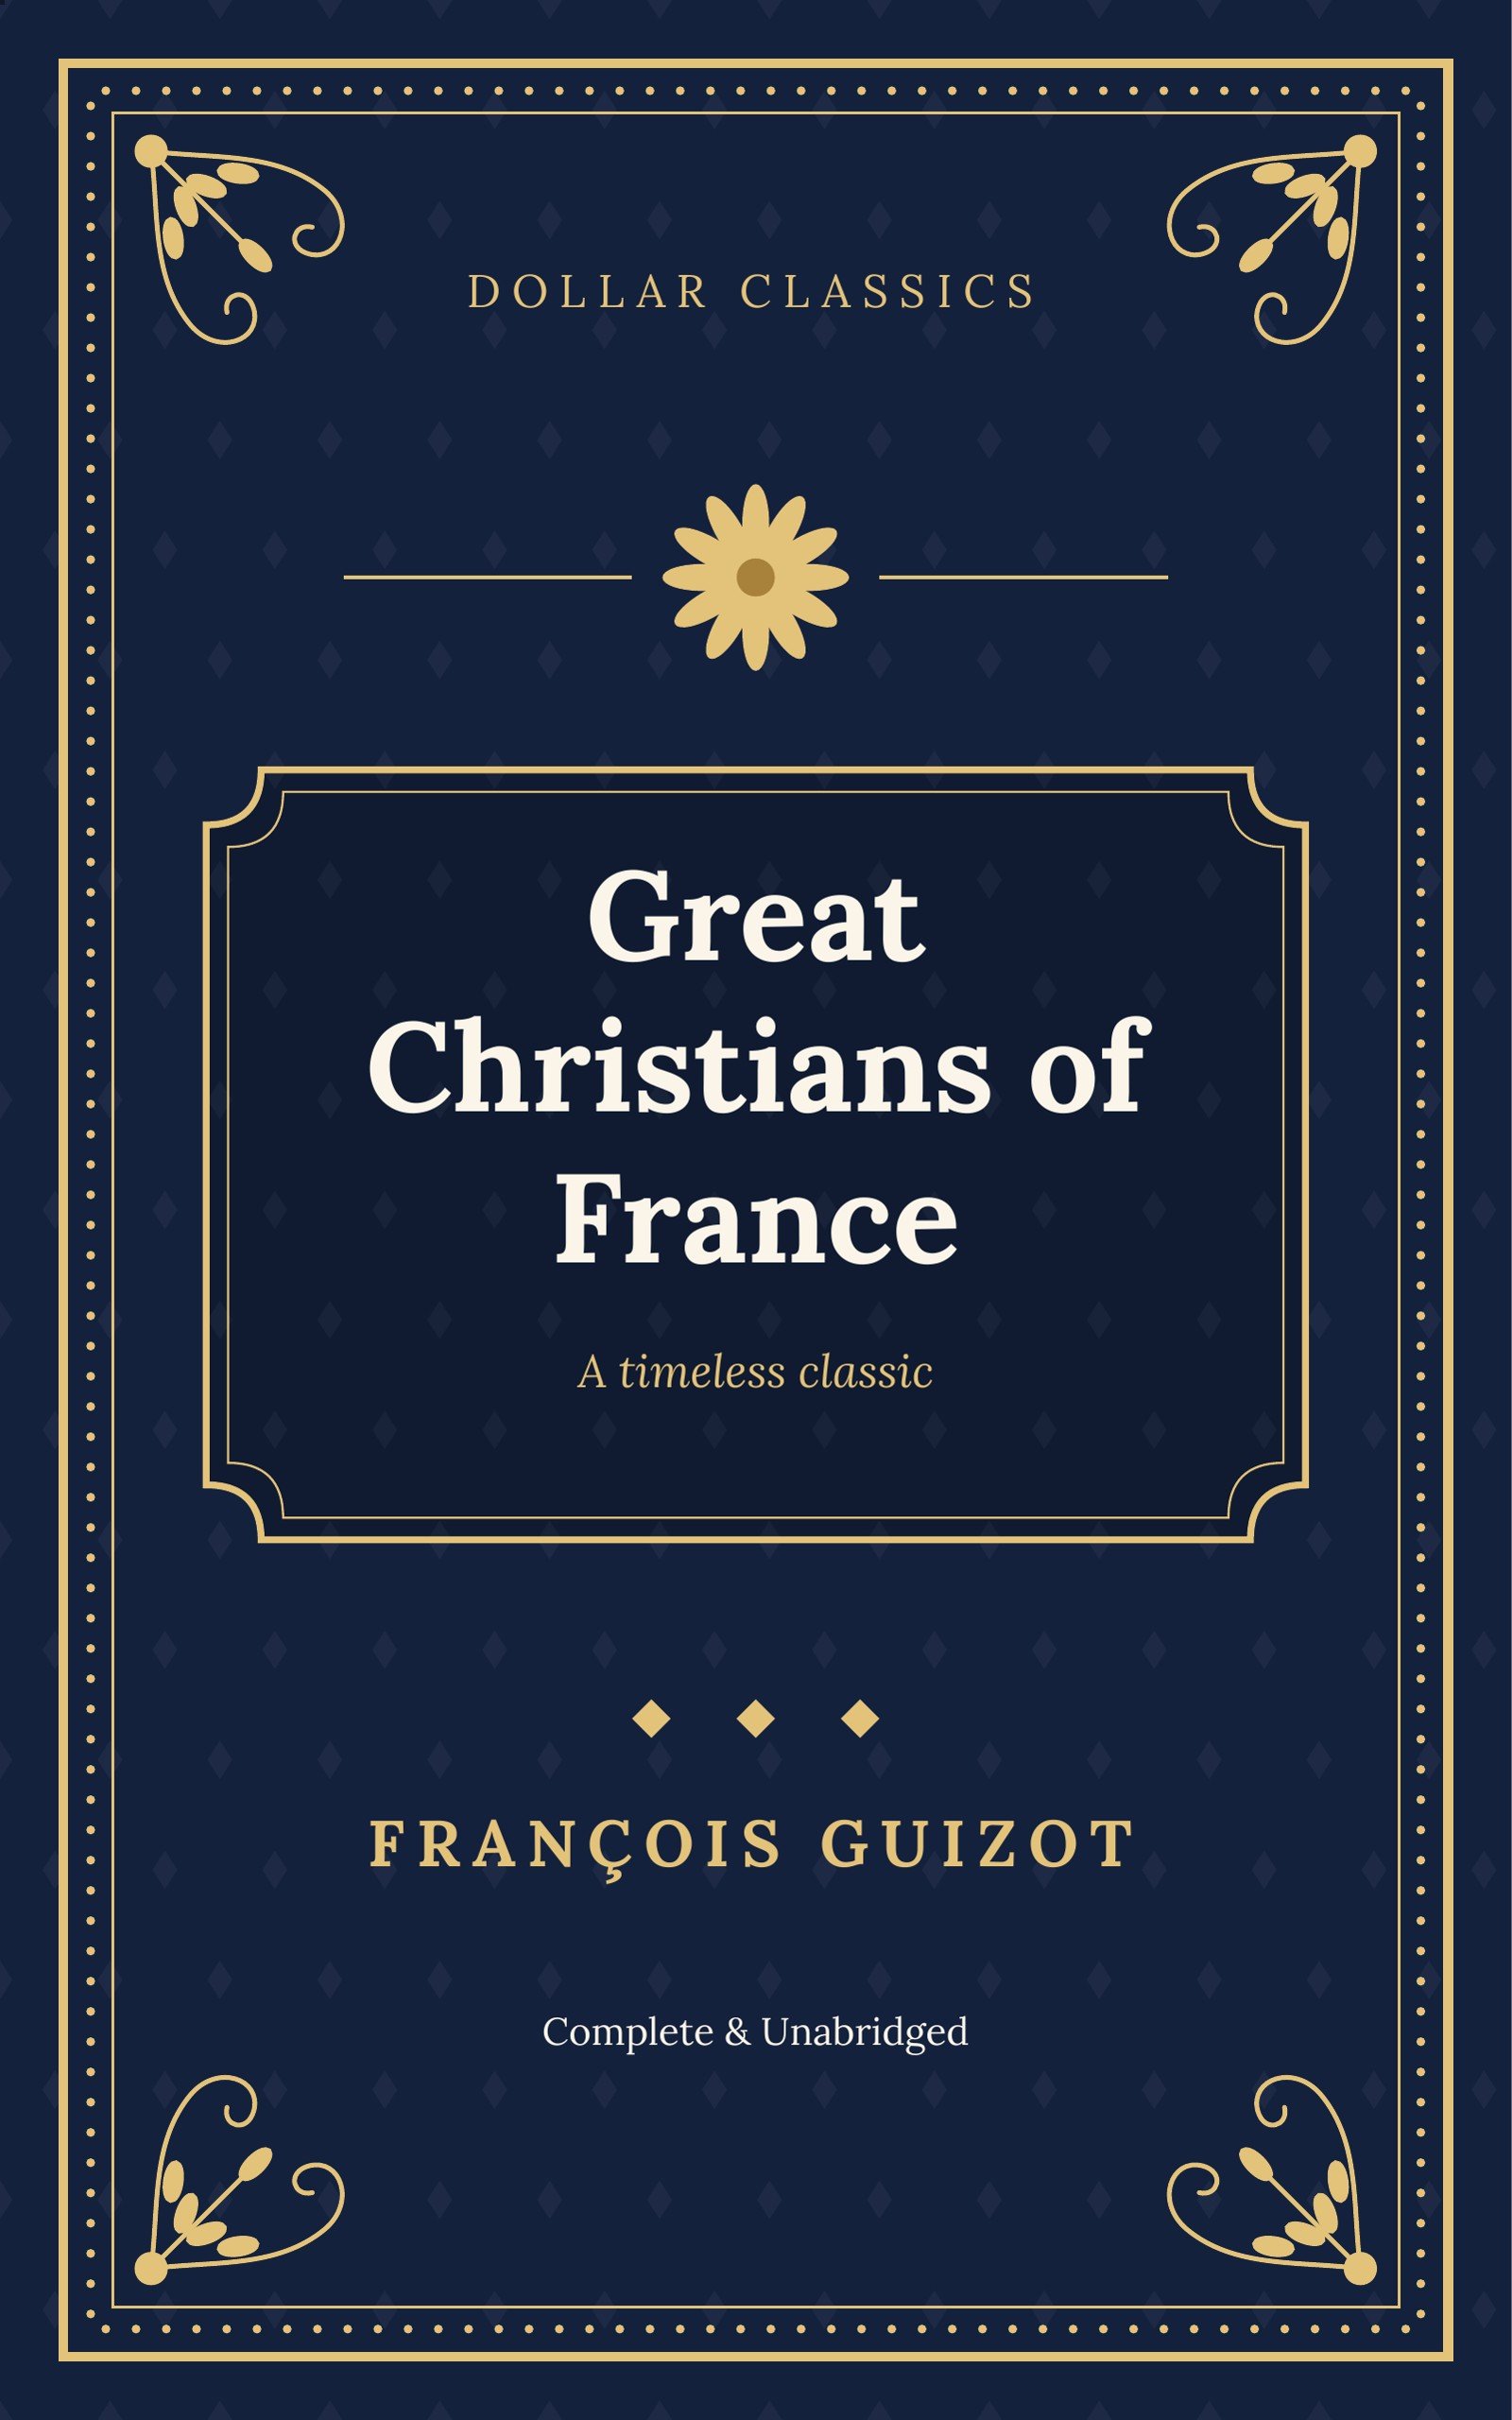 DOLLAR CLASSICS
Great
Christians of
France
A timeless classic
FRANÇOIS GUIZOT
Complete & Unabridged